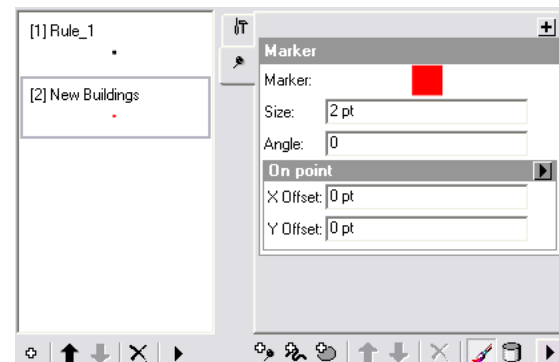 [1] Rule_1
[2] New Buildings
Marker
Marker:
Size: 2 pt
Angle: 0
On point
X Offset: 0 pt
Y Offset: 0 pt